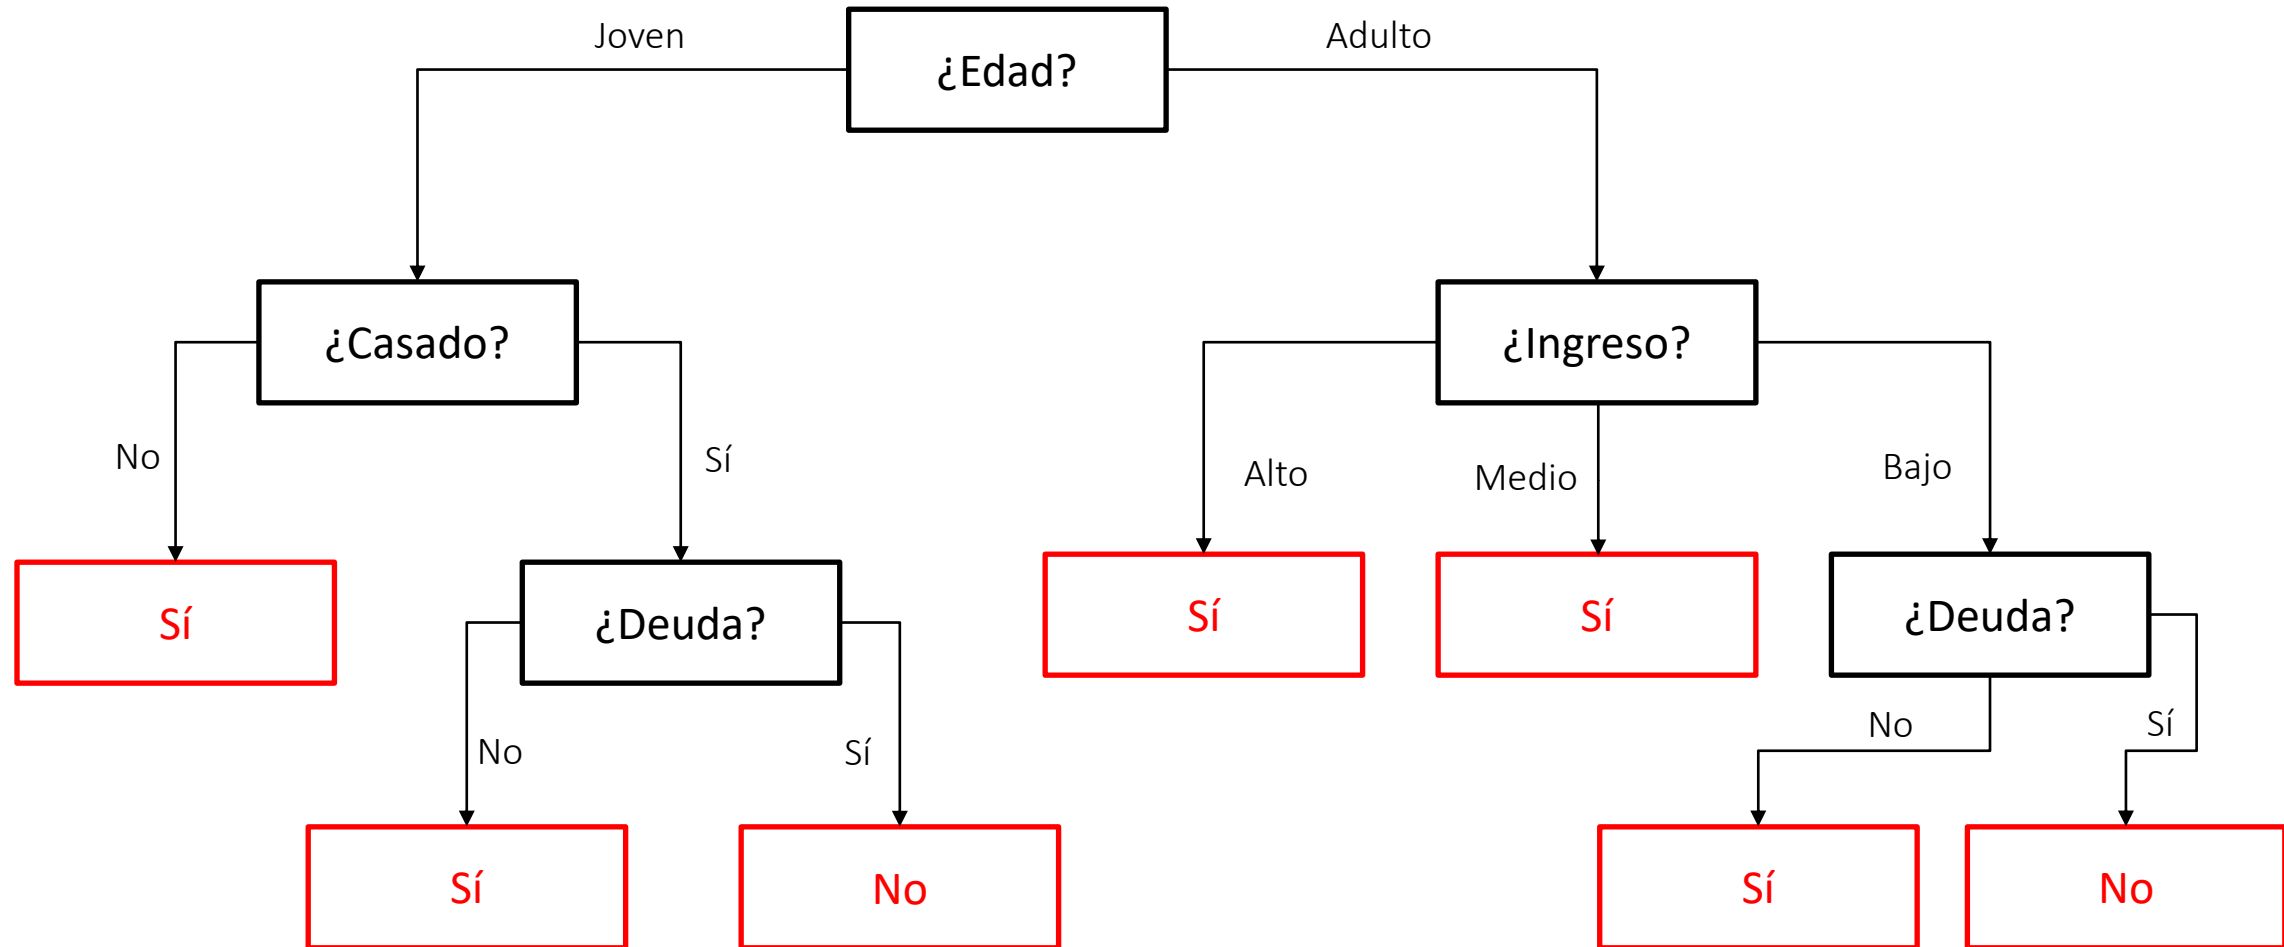 Joven
¿Edad?
Adulto
¿Casado?
¿Ingreso?
No
Sí
Alto
Medio
Bajo
Sí
¿Deuda?
Sí
Sí
¿Deuda?
No
Sí
No
Sí
Sí
No
Sí
No